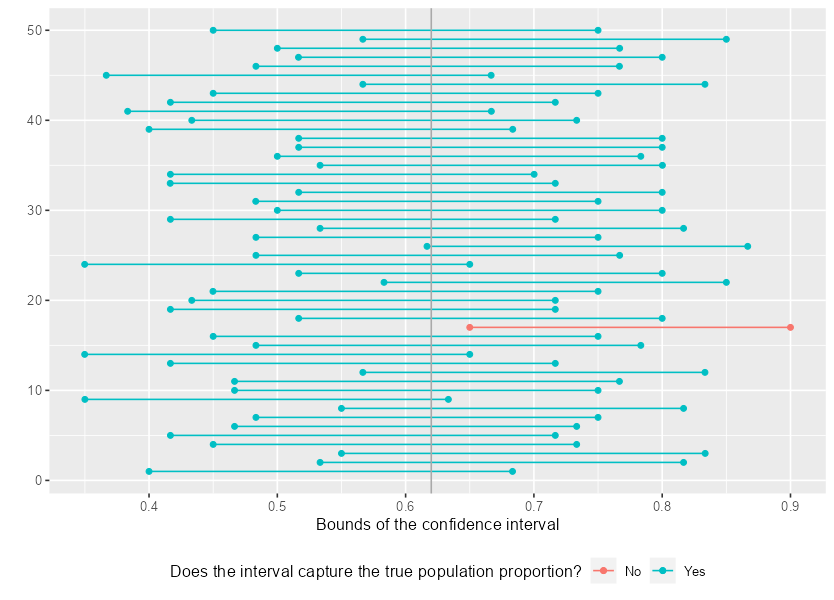 50
40
30
20
10
0
0.4 0.5 0.6 0.7 0.8 0.9
Bounds of the confidence interval
Does the interval capture the true population proportion? No Yes